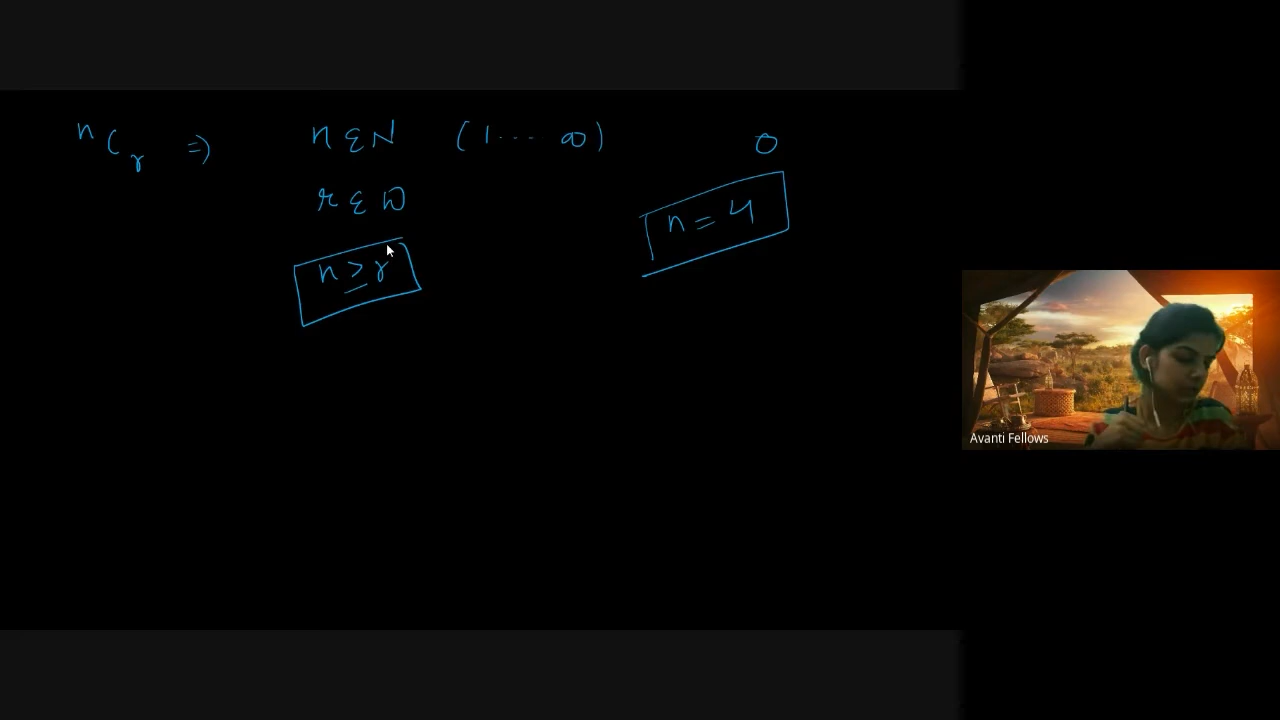 ⁿCᵣ ⇒ n ∈ N (1 ... ∞) 0
r ∈ W n = 4
n ≥ r
Avanti Fellows